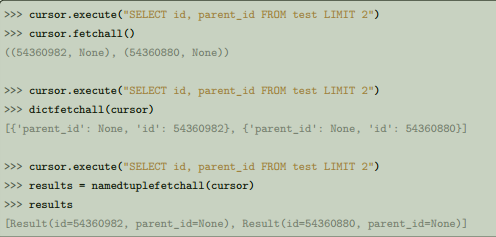 >>> cursor.execute("SELECT id, parent_id FROM test LIMIT 2")
>>> cursor.fetchall()
((54360982, None), (54360880, None))
>>> cursor.execute("SELECT id, parent_id FROM test LIMIT 2")
>>> dictfetchall(cursor)
[{'parent_id': None, 'id': 54360982}, {'parent_id': None, 'id': 54360880}]
>>> cursor.execute("SELECT id, parent_id FROM test LIMIT 2")
>>> results = namedtuplefetchall(cursor)
>>> results
[Result(id=54360982, parent_id=None), Result(id=54360880, parent_id=None)]